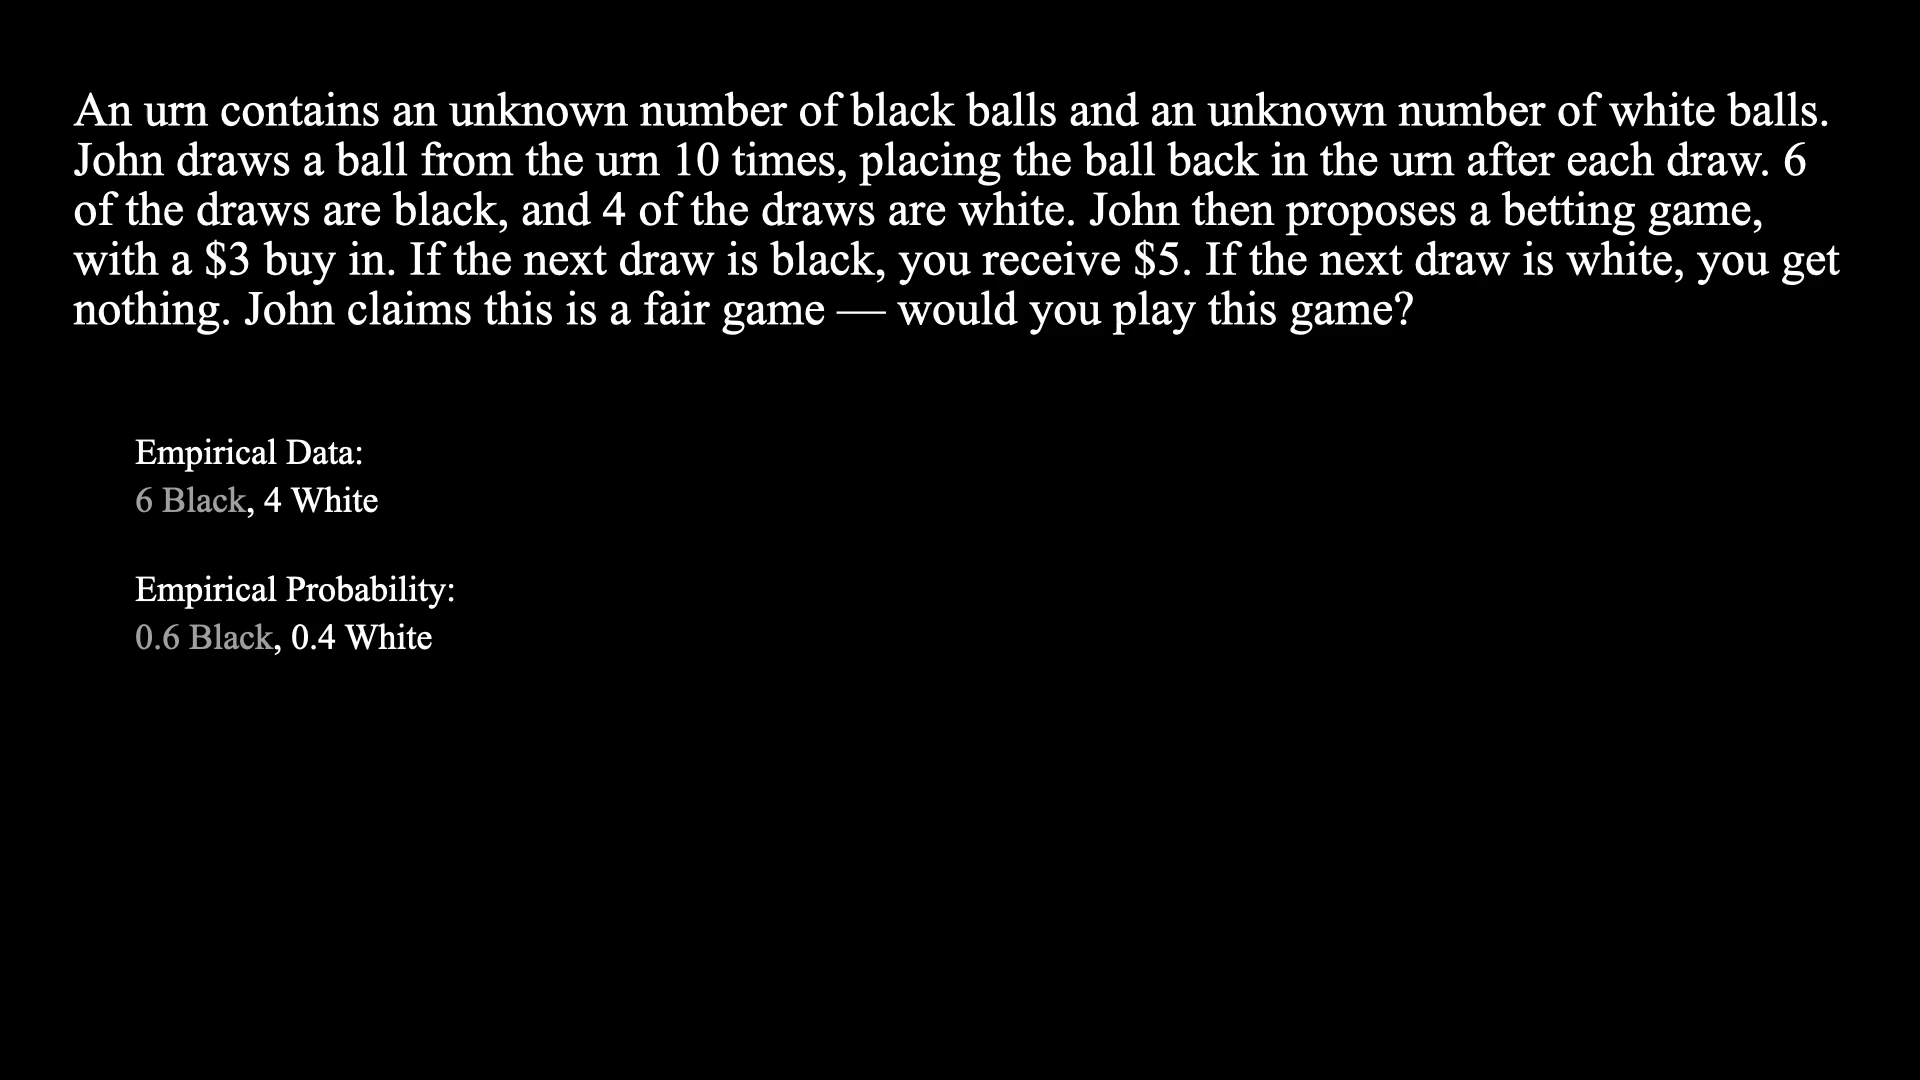 An urn contains an unknown number of black balls and an unknown number of white balls.
John draws a ball from the urn 10 times, placing the ball back in the urn after each draw. 6
of the draws are black, and 4 of the draws are white. John then proposes a betting game,
with a $3 buy in. If the next draw is black, you receive $5. If the next draw is white, you get
nothing. John claims this is a fair game — would you play this game?
Empirical Data:
6 Black, 4 White
Empirical Probability:
0.6 Black, 0.4 White